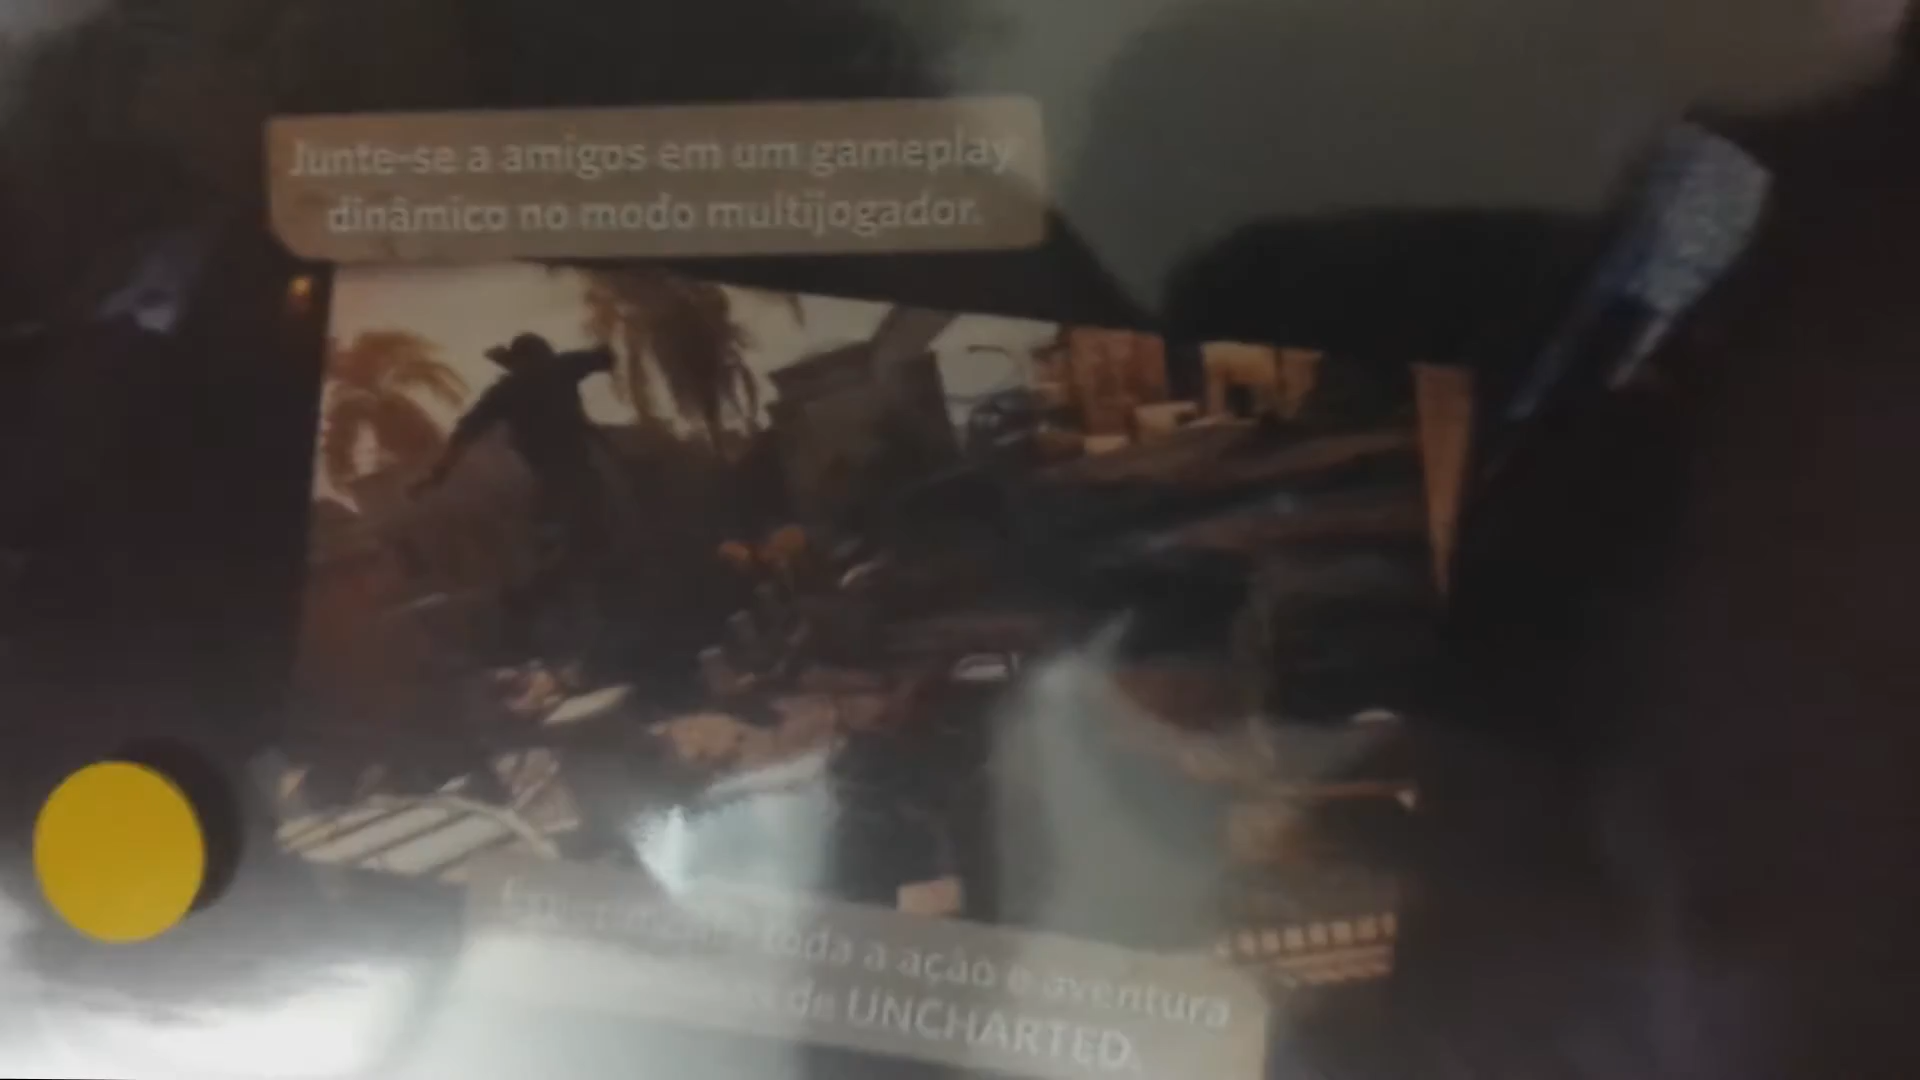 Junte-se a amigos em um gameplay
dinâmico no modo multijogador.
toda a ação e aventura
de UNCHARTED.